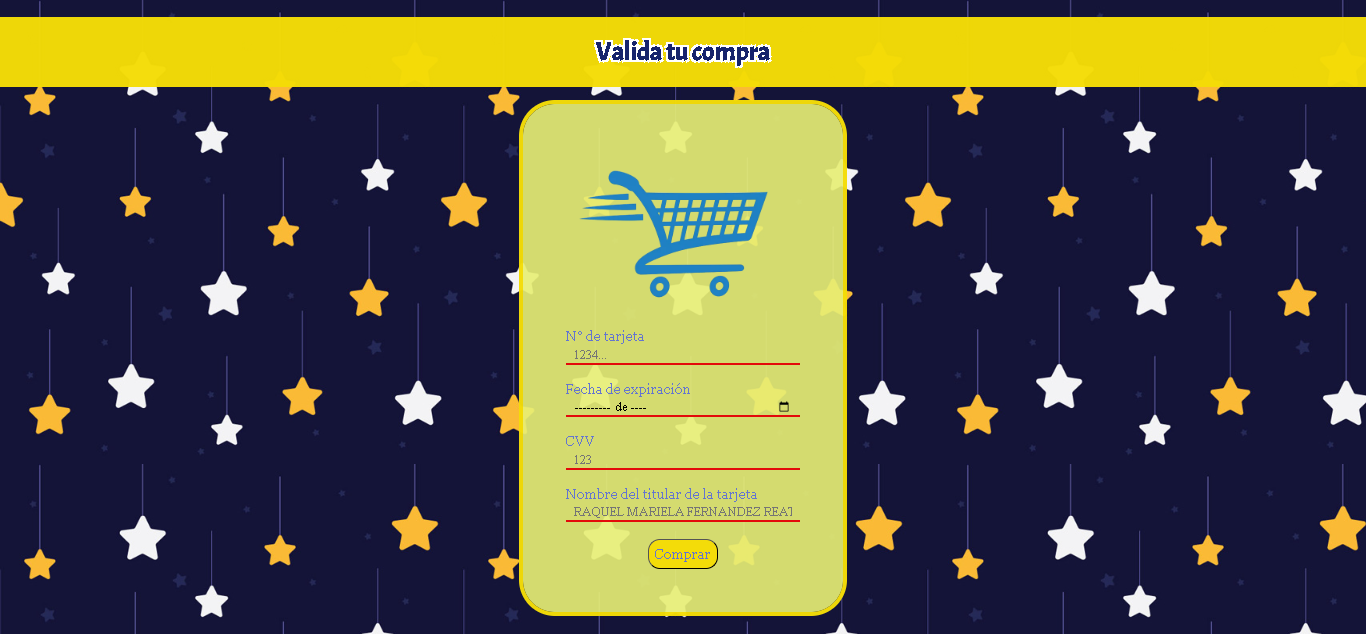 Valida tu compra
N° de tarjeta
1234...
Fecha de expiración
--------- de ----
CVV
123
Nombre del titular de la tarjeta
RAQUEL MARIELA FERNANDEZ REAT
Comprar